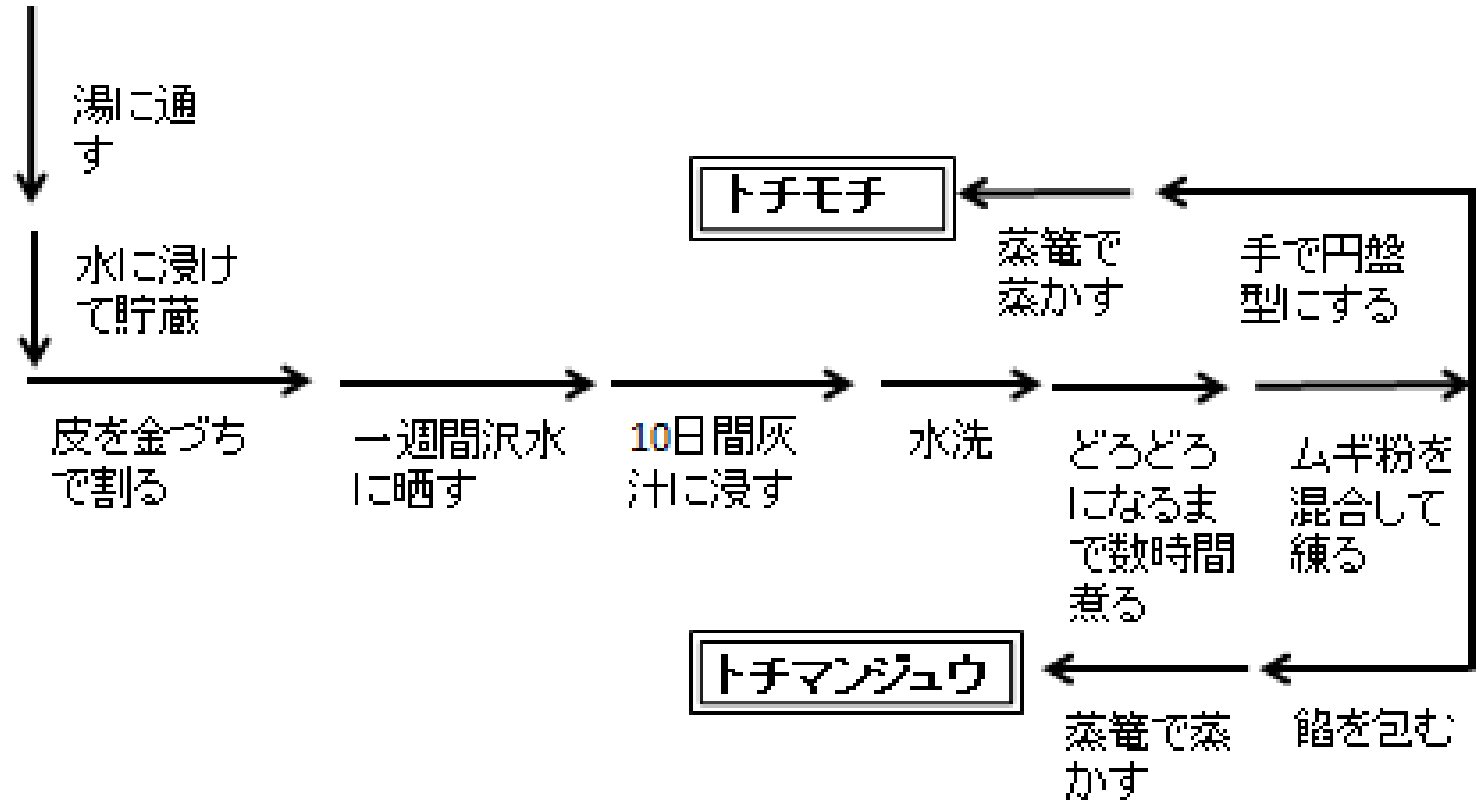 湯に通
す
水に浸け
て貯蔵
皮を金づち
で割る
一週間沢水
に晒す
10日間灰
汁に浸す
水洗
どろどろ
になるま
で数時間
煮る
ムギ粉を
混合して
練る
手で円盤
型にする
蒸篭で
蒸かす
トチモチ
餡を包む
蒸篭で蒸
かす
トチマンジュウ